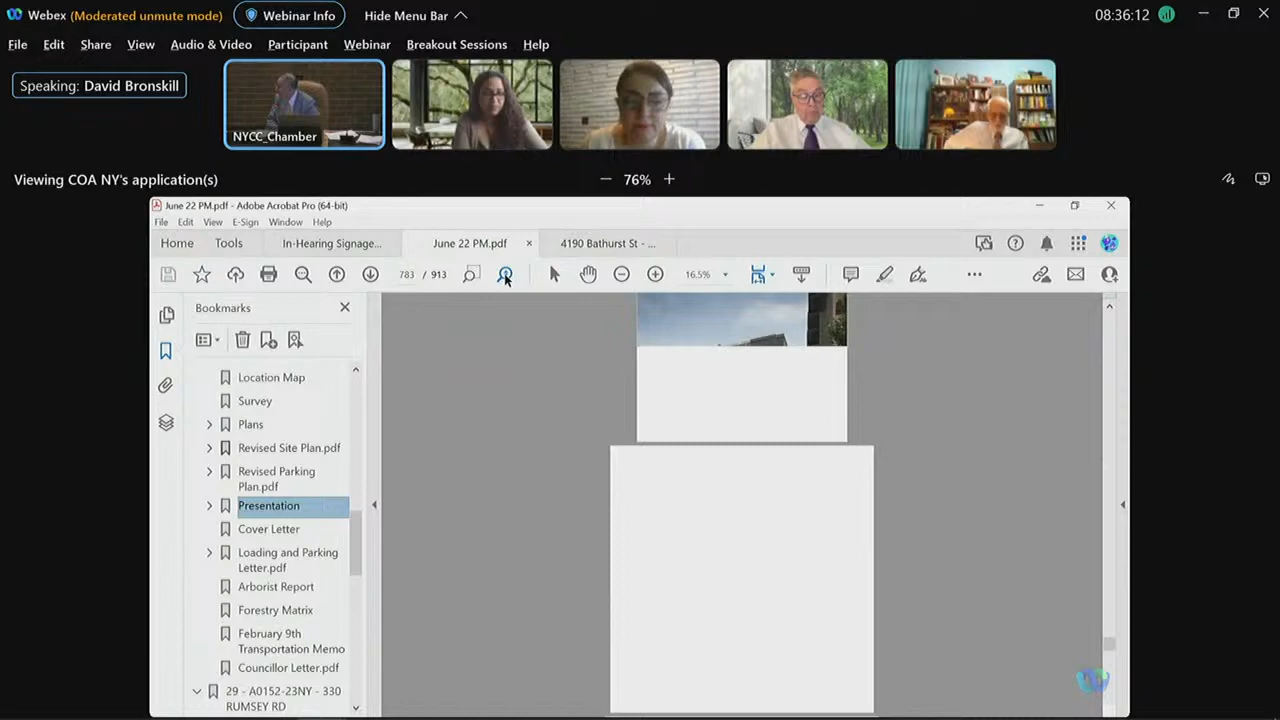 Webex (Moderated unmute mode) Webinar Info Hide Menu Bar 08:36:12
File Edit Share View Audio & Video Participant Webinar Breakout Sessions Help
Speaking: David Bronskill
NYCC_Chamber
Viewing COA NY's application(s) 76%
June 22 PM.pdf - Adobe Acrobat Pro (64-bit)
File Edit View E-Sign Window Help
Home Tools In-Hearing Signage... June 22 PM.pdf × 4190 Bathurst St - ...
783 / 913 16.5%
Bookmarks
Location Map
Survey
Plans
Revised Site Plan.pdf
Revised Parking
Plan.pdf
Presentation
Cover Letter
Loading and Parking
Letter.pdf
Arborist Report
Forestry Matrix
February 9th
Transportation Memo
Councillor Letter.pdf
29 - A0152-23NY - 330
RUMSEY RD